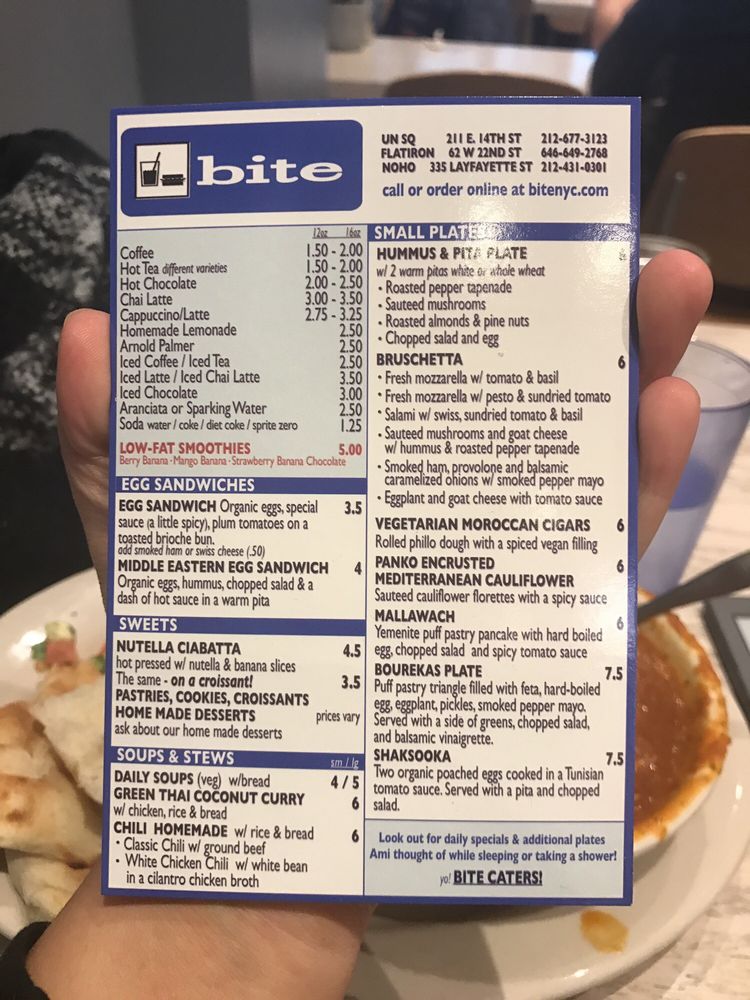 bite
UN SQ 211 E. 14TH ST 212-677-3123
FLATIRON 62 W 22ND ST 646-649-2768
NOHO 335 LAYFAYETTE ST 212-431-0301
call or order online at bitenyc.com
12oz 16oz
Coffee 1.50 - 2.00
Hot Tea different varieties 1.50 - 2.00
Hot Chocolate 2.00 - 2.50
Chai Latte 3.00 - 3.50
Cappuccino/Latte 2.75 - 3.25
Homemade Lemonade 2.50
Arnold Palmer 2.50
Iced Coffee / Iced Tea 2.50
Iced Latte / Iced Chai Latte 3.50
Iced Chocolate 3.00
Aranciata or Sparking Water 2.50
Soda water / coke / diet coke / sprite zero 1.25
LOW-FAT SMOOTHIES 5.00
Berry Banana · Mango Banana · Strawberry Banana Chocolate
EGG SANDWICHES
EGG SANDWICH Organic eggs, special 3.5
sauce (a little spicy), plum tomatoes on a
toasted brioche bun.
add smoked ham or swiss cheese (.50)
MIDDLE EASTERN EGG SANDWICH 4
Organic eggs, hummus, chopped salad & a
dash of hot sauce in a warm pita
SWEETS
NUTELLA CIABATTA 4.5
hot pressed w/ nutella & banana slices
The same - on a croissant! 3.5
PASTRIES, COOKIES, CROISSANTS
HOME MADE DESSERTS prices vary
ask about our home made desserts
SOUPS & STEWS sm / lg
DAILY SOUPS (veg) w/bread 4 / 5
GREEN THAI COCONUT CURRY 6
w/ chicken, rice & bread
CHILI HOMEMADE w/ rice & bread 6
• Classic Chili w/ ground beef
• White Chicken Chili w/ white bean
in a cilantro chicken broth
SMALL PLATES
HUMMUS & PITA PLATE
w/ 2 warm pitas white or whole wheat
• Roasted pepper tapenade
• Sauteed mushrooms
• Roasted almonds & pine nuts
• Chopped salad and egg
BRUSCHETTA 6
• Fresh mozzarella w/ tomato & basil
• Fresh mozzarella w/ pesto & sundried tomato
• Salami w/ swiss, sundried tomato & basil
• Sauteed mushrooms and goat cheese
w/ hummus & roasted pepper tapenade
• Smoked ham, provolone and balsamic
caramelized onions w/ smoked pepper mayo
• Eggplant and goat cheese with tomato sauce
VEGETARIAN MOROCCAN CIGARS 6
Rolled phillo dough with a spiced vegan filling
PANKO ENCRUSTED 6
MEDITERRANEAN CAULIFLOWER
Sauteed cauliflower florettes with a spicy sauce
MALLAWACH 6
Yemenite puff pastry pancake with hard boiled
egg, chopped salad and spicy tomato sauce
BOUREKAS PLATE 7.5
Puff pastry triangle filled with feta, hard-boiled
egg, eggplant, pickles, smoked pepper mayo.
Served with a side of greens, chopped salad,
and balsamic vinaigrette.
SHAKSOOKA 7.5
Two organic poached eggs cooked in a Tunisian
tomato sauce. Served with a pita and chopped
salad.
Look out for daily specials & additional plates
Ami thought of while sleeping or taking a shower!
yo! BITE CATERS!